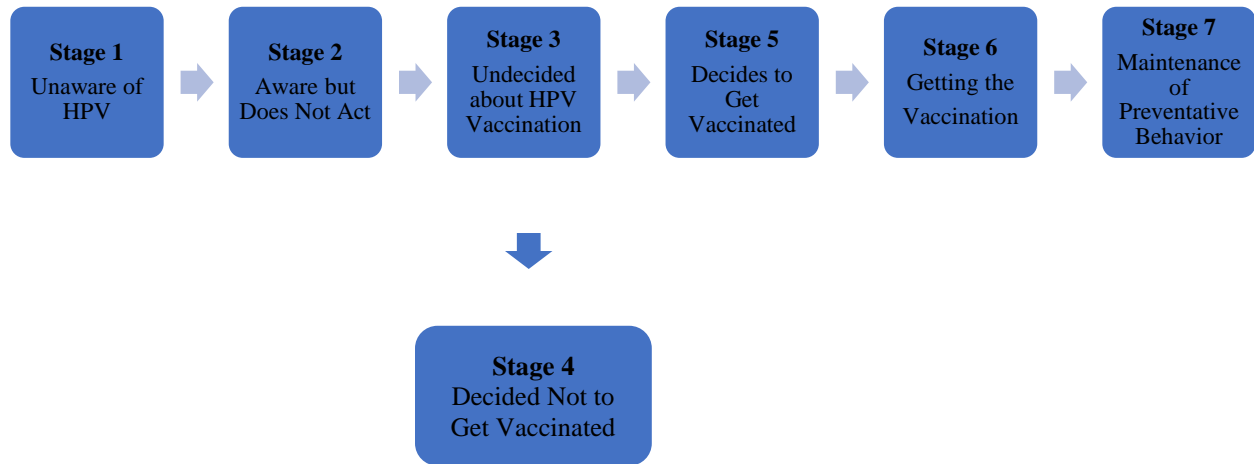 Stage 1
Unaware of
HPV
Stage 2
Aware but
Does Not Act
Stage 3
Undecided
about HPV
Vaccination
Stage 5
Decides to
Get
Vaccinated
Stage 6
Getting the
Vaccination
Stage 7
Maintenance
of
Preventative
Behavior
Stage 4
Decided Not to
Get Vaccinated